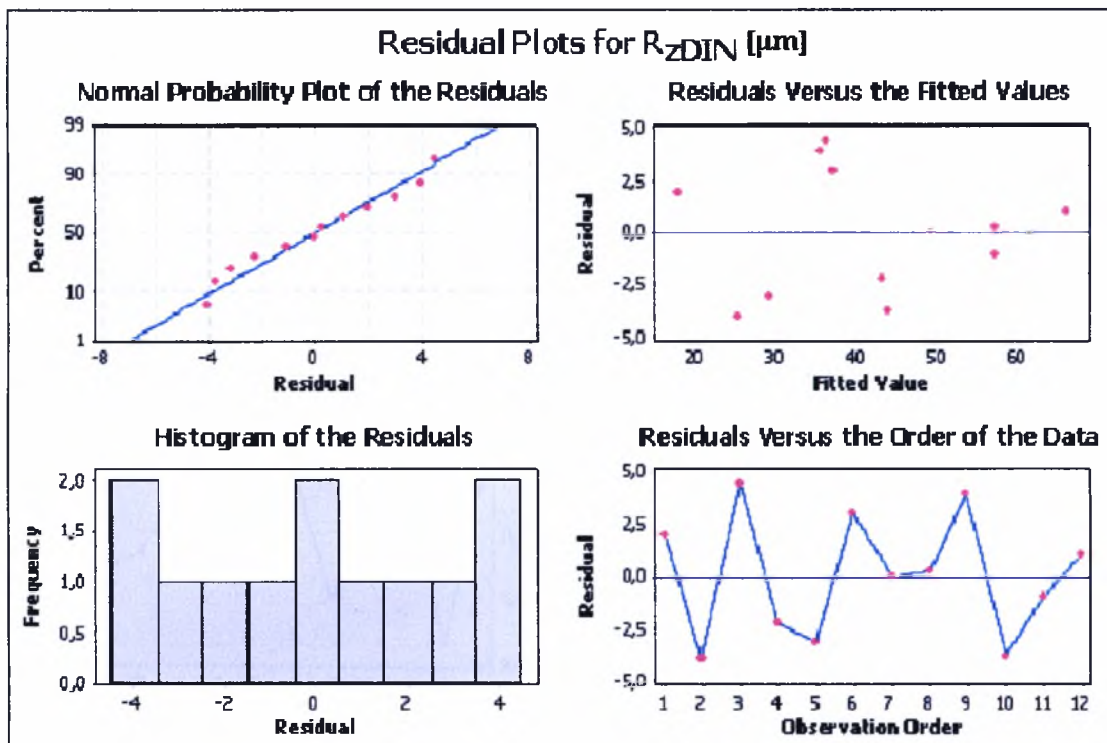 Residual Plots for RzDIN [µm]
Normal Probability Plot of the Residuals
99
90
50
10
1
Percent
-8 -4 0 4 8
Residual
Residuals Versus the Fitted Values
5,0
2,5
0,0
-2,5
-5,0
Residual
20 30 40 50 60
Fitted Value
Histogram of the Residuals
2,0
1,5
1,0
0,5
0,0
Frequency
-4 -2 0 2 4
Residual
Residuals Versus the Order of the Data
5,0
2,5
0,0
-2,5
-5,0
Residual
1 2 3 4 5 6 7 8 9 10 11 12
Observation Order